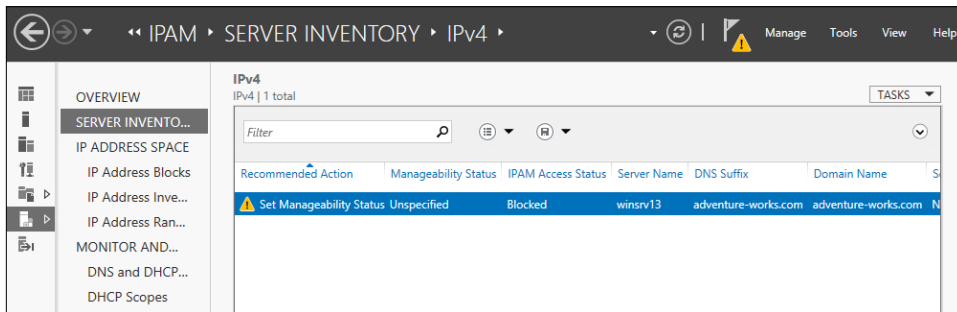 IPAM ‣ SERVER INVENTORY ‣ IPv4 ‣
Manage Tools View Help
OVERVIEW
SERVER INVENTO...
IP ADDRESS SPACE
IP Address Blocks
IP Address Inve...
IP Address Ran...
MONITOR AND...
DNS and DHCP...
DHCP Scopes
IPv4
IPv4 | 1 total
TASKS
Filter
Recommended Action Manageability Status IPAM Access Status Server Name DNS Suffix Domain Name S
Set Manageability Status Unspecified Blocked winsrv13 adventure-works.com adventure-works.com N